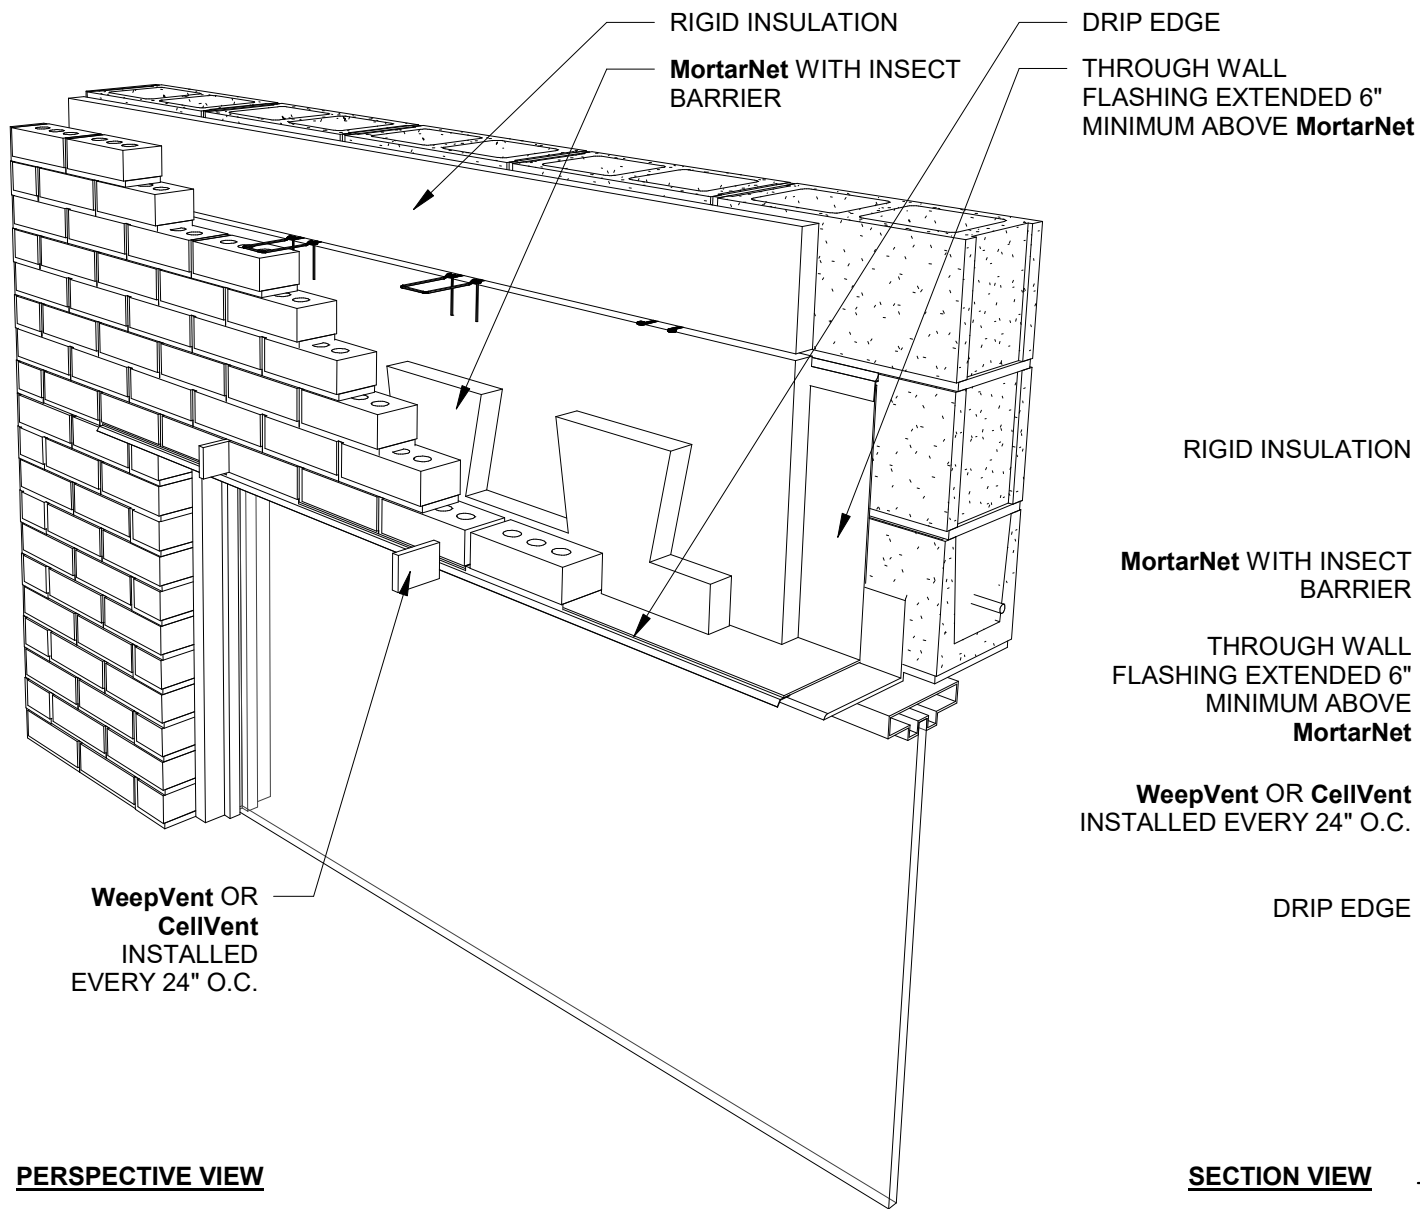 RIGID INSULATION
MortarNet WITH INSECT
BARRIER
DRIP EDGE
THROUGH WALL
FLASHING EXTENDED 6"
MINIMUM ABOVE MortarNet
RIGID INSULATION
MortarNet WITH INSECT
BARRIER
THROUGH WALL
FLASHING EXTENDED 6"
MINIMUM ABOVE
MortarNet
WeepVent OR CellVent
INSTALLED EVERY 24" O.C.
DRIP EDGE
WeepVent OR
CellVent
INSTALLED
EVERY 24" O.C.
PERSPECTIVE VIEW
SECTION VIEW